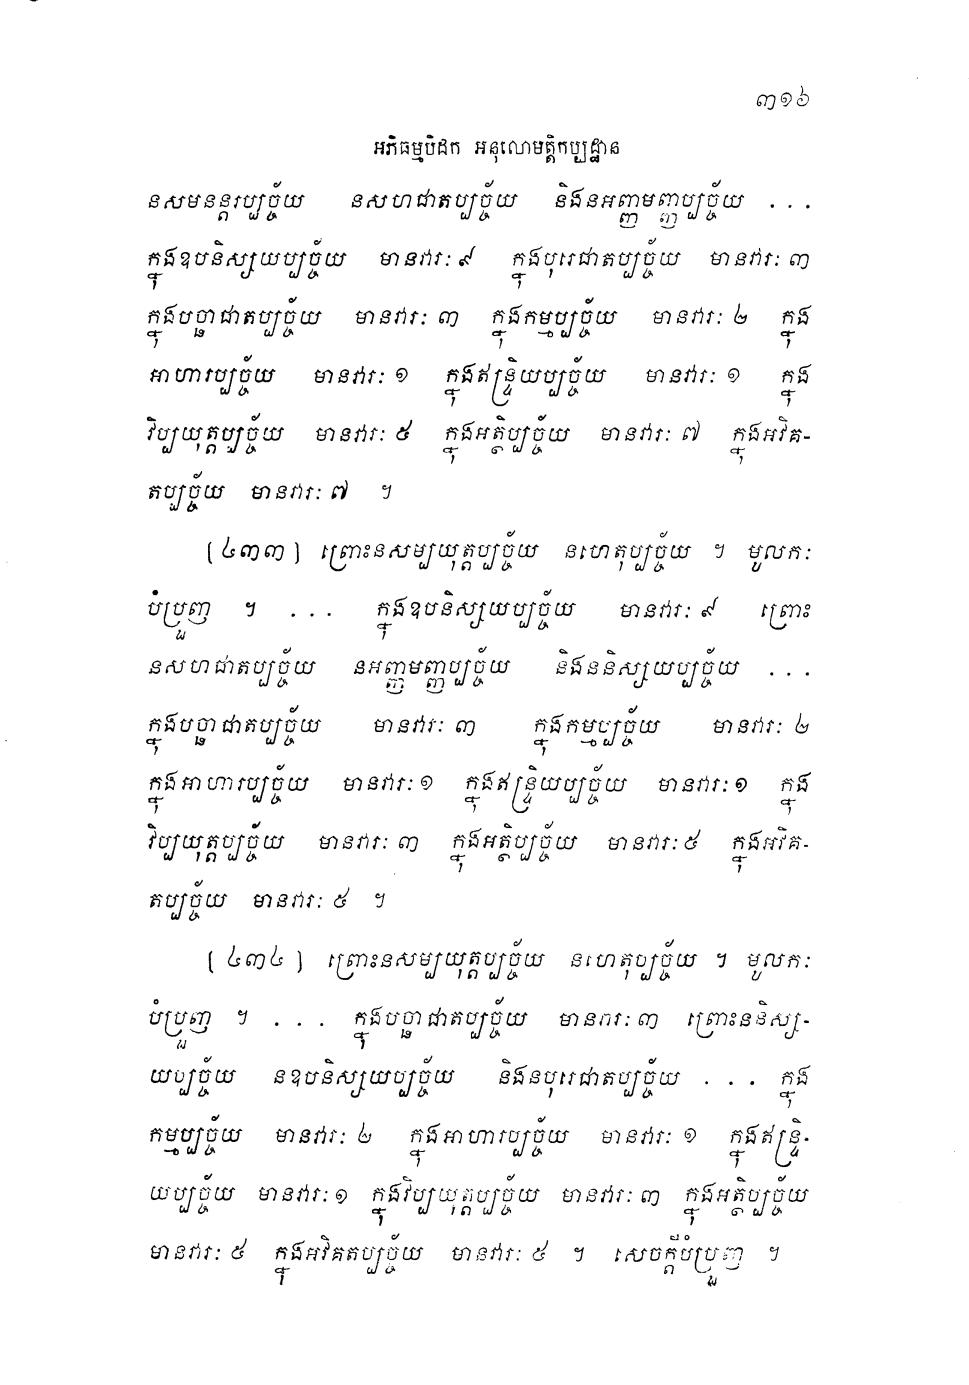 ៣១៦
អភិធម្មបិដក អនុលោមត្តិកប្បដ្ឋាន
នសមនន្តរប្បច្ច័យ នសហជាតប្បច្ច័យ និងនអញ្ញាមញ្ញប្បច្ច័យ ...
ក្នុងឧបនិស្សយប្បច្ច័យ មានវារៈ ៩ ក្នុងបុរេជាតប្បច្ច័យ មានវារៈ ៣
ក្នុងបច្ឆាជាតប្បច្ច័យ មានវារៈ ៣ ក្នុងកម្មប្បច្ច័យ មានវារៈ ២ ក្នុង
អាហារប្បច្ច័យ មានវារៈ ១ ក្នុងឥន្ទ្រិយប្បច្ច័យ មានវារៈ ១ ក្នុង
វិប្បយុត្តប្បច្ច័យ មានវារៈ ៥ ក្នុងអត្ថិប្បច្ច័យ មានវារៈ ៧ ក្នុងអវិគ-
តប្បច្ច័យ មានវារៈ ៧ ។
[៤៣៣] ព្រោះនសម្បយុត្តប្បច្ច័យ នហេតុប្បច្ច័យ ។ មូលកៈ
បំប្រួញ ។ ... ក្នុងឧបនិស្សយប្បច្ច័យ មានវារៈ ៩ ព្រោះ
នសហជាតប្បច្ច័យ នអញ្ញមញ្ញប្បច្ច័យ និងននិស្សយប្បច្ច័យ ...
ក្នុងបច្ឆាជាតប្បច្ច័យ មានវារៈ ៣ ក្នុងកម្មប្បច្ច័យ មានវារៈ ២
ក្នុងអាហារប្បច្ច័យ មានវារៈ ១ ក្នុងឥន្ទ្រិយប្បច្ច័យ មានវារៈ ១ ក្នុង
វិប្បយុត្តប្បច្ច័យ មានវារៈ ៣ ក្នុងអត្ថិប្បច្ច័យ មានវារៈ ៥ ក្នុងអវិគ-
តប្បច្ច័យ មានវារៈ ៥ ។
[៤៣៤] ព្រោះនសម្បយុត្តប្បច្ច័យ នហេតុប្បច្ច័យ ។ មូលកៈ
បំប្រួញ ។ ... ក្នុងបច្ឆាជាតប្បច្ច័យ មានវារៈ ៣ ព្រោះននិស្ស-
យប្បច្ច័យ នឧបនិស្សយប្បច្ច័យ និងនបុរេជាតប្បច្ច័យ ... ក្នុង
កម្មប្បច្ច័យ មានវារៈ ២ ក្នុងអាហារប្បច្ច័យ មានវារៈ ១ ក្នុងឥន្ទ្រិ-
យប្បច្ច័យ មានវារៈ ១ ក្នុងវិប្បយុត្តប្បច្ច័យ មានវារៈ ៣ ក្នុងអត្ថិប្បច្ច័យ
មានវារៈ ៥ ក្នុងអវិគតប្បច្ច័យ មានវារៈ ៥ ។ សេចក្តីបំប្រួញ ។